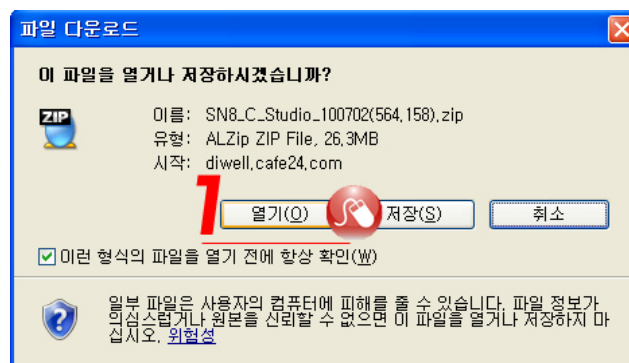 파일 다운로드
이 파일을 열거나 저장하시겠습니까?
ZIP
이름: SN8_C_Studio_100702(564,158),zip
유형: ALZip ZIP File, 26,3MB
시작: diwell,cafe24,com
1
열기(O) 저장(S) 취소
이런 형식의 파일을 열기 전에 항상 확인(W)
일부 파일은 사용자의 컴퓨터에 피해를 줄 수 있습니다. 파일 정보가
의심스럽거나 원본을 신뢰할 수 없으면 이 파일을 열거나 저장하지 마
십시오. 위험성